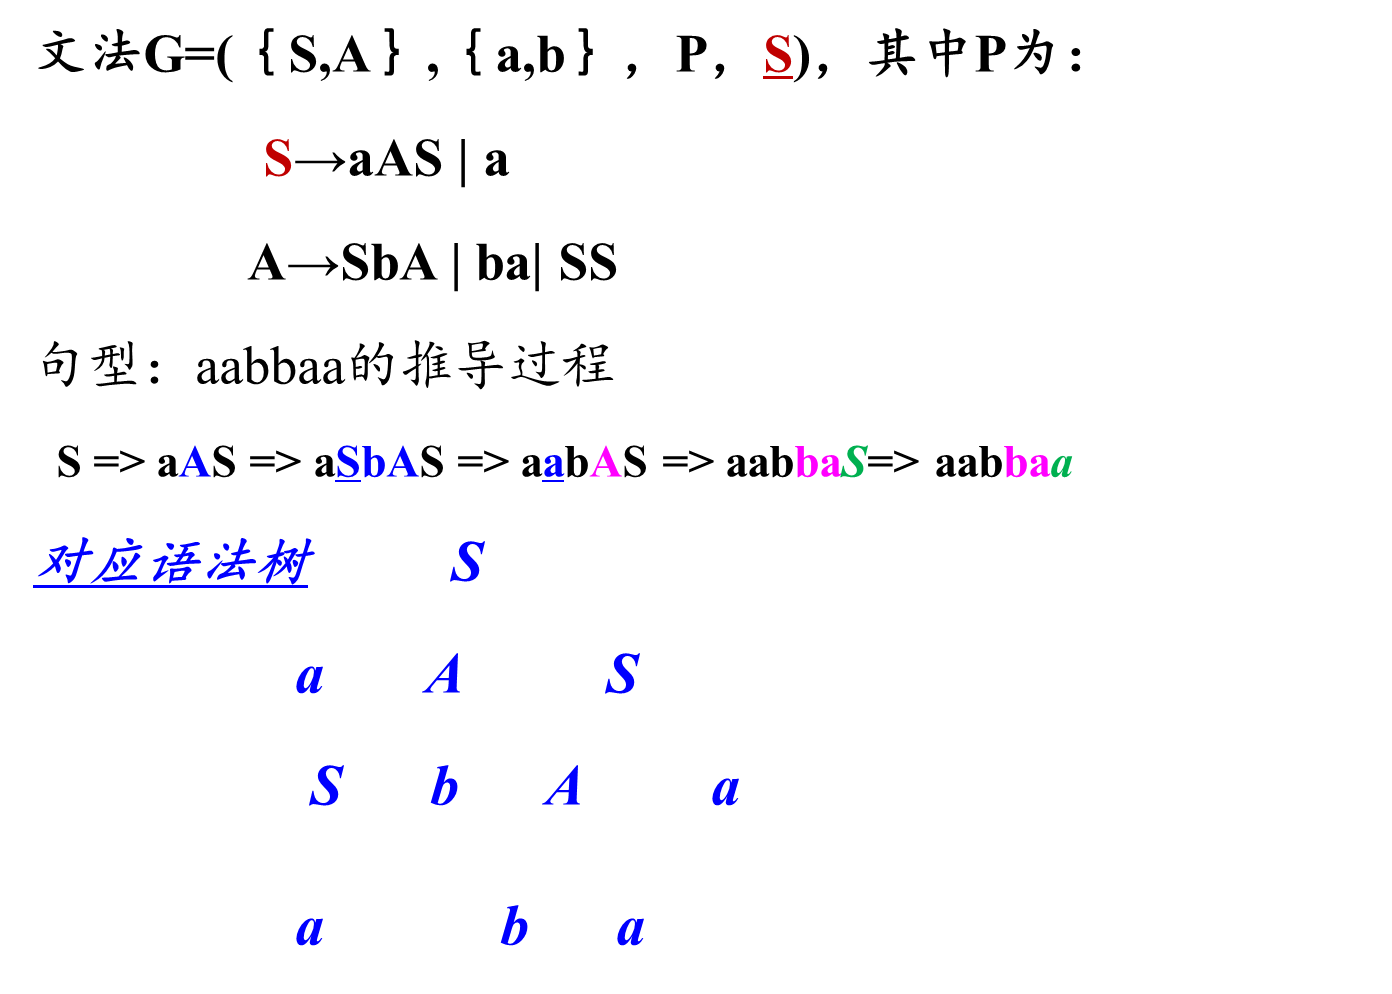 文法G=(｛S,A｝,｛a,b｝，P，S)，其中P为：
S→aAS | a
A→SbA | ba| SS
句型：aabbaa的推导过程
S => aAS => aSbAS => aabAS => aabbaS=> aabbaa
对应语法树 S
a A S
S b A a
a b a